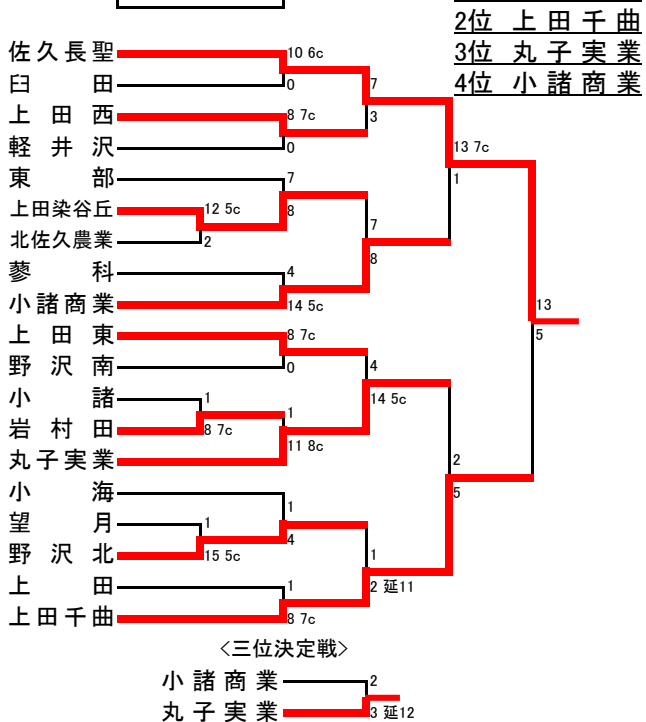 2位 上田千曲
3位 丸子実業
4位 小諸商業
佐久長聖
10 6c
臼田
0
7
上田西
8 7c
3
軽井沢
0
13 7c
東部
7
1
上田染谷丘
12 5c
8
北佐久農業
2
7
蓼科
4
8
小諸商業
14 5c
13
上田東
8 7c
5
野沢南
0
4
小諸
1
14 5c
岩村田
8 7c
1
丸子実業
11 8c
2
小海
1
5
望月
1
4
野沢北
15 5c
1
上田
1
2 延11
上田千曲
8 7c
<三位決定戦>
小諸商業
2
丸子実業
3 延12